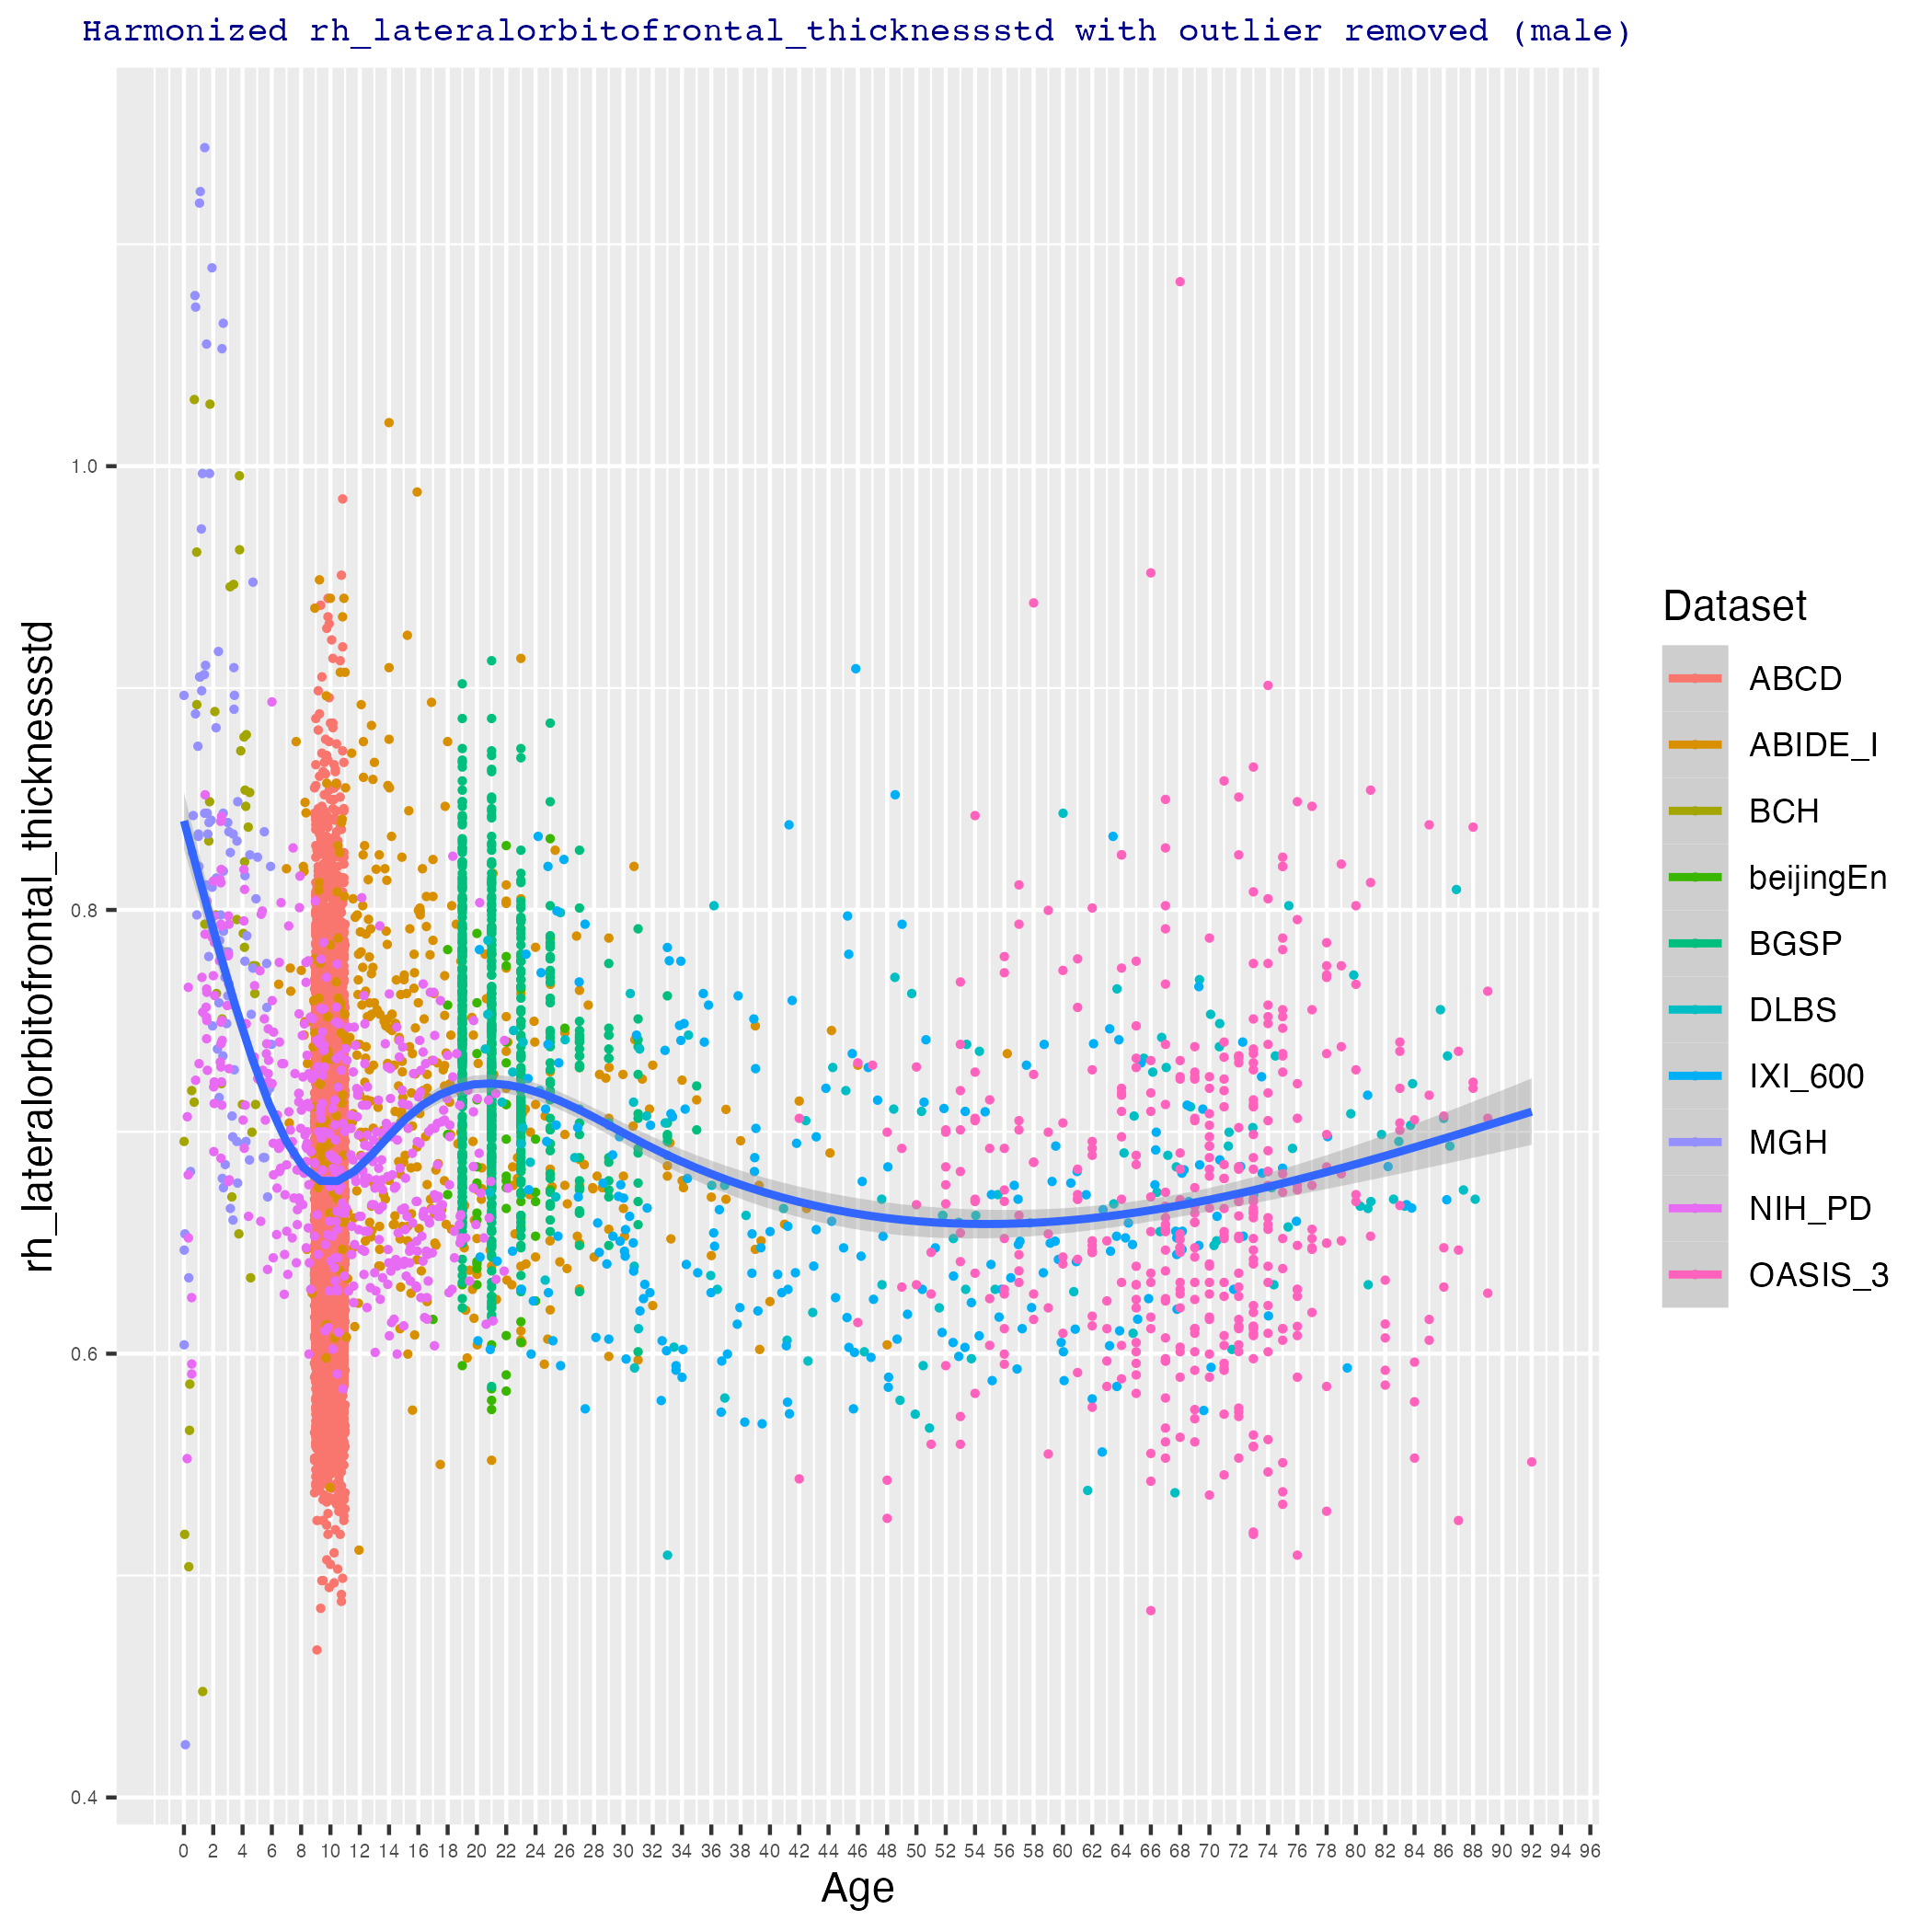 Harmonized rh_lateralorbitofrontal_thicknessstd with outlier removed (male)
rh_lateralorbitofrontal_thicknessstd
1.0
0.8
0.6
0.4
0 2 4 6 8 10 12 14 16 18 20 22 24 26 28 30 32 34 36 38 40 42 44 46 48 50 52 54 56 58 60 62 64 66 68 70 72 74 76 78 80 82 84 86 88 90 92 94 96
Age
Dataset
ABCD
ABIDE_I
BCH
beijingEn
BGSP
DLBS
IXI_600
MGH
NIH_PD
OASIS_3